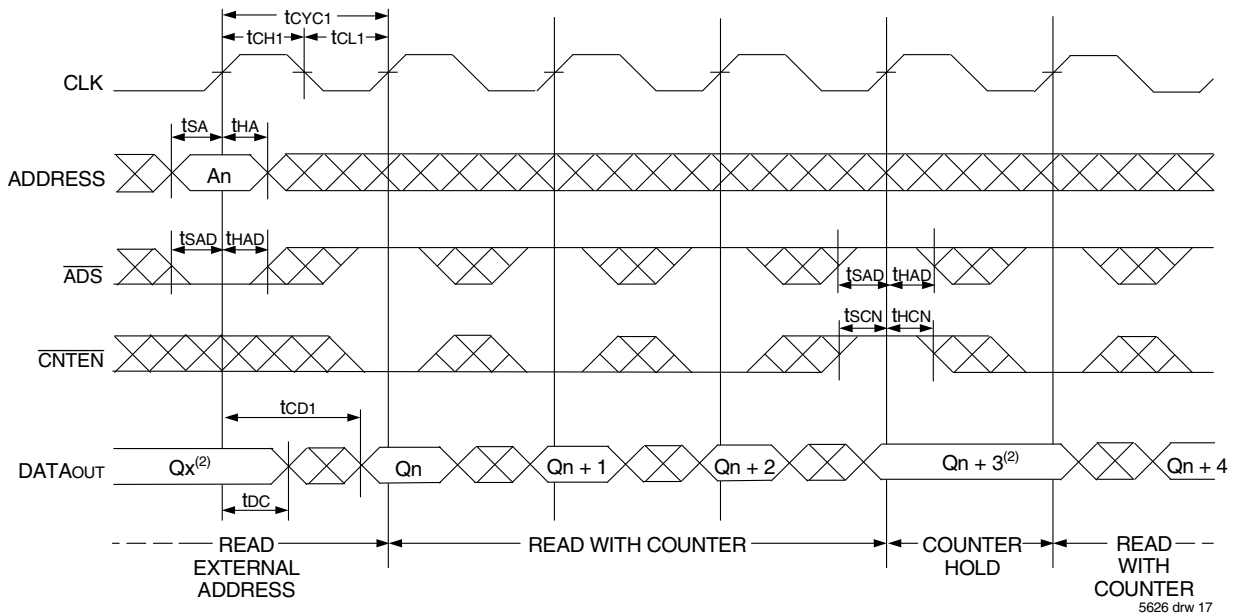 tCYC1
tCH1 tCL1
CLK
tSA tHA
ADDRESS An
tSAD tHAD
ADS
tSAD tHAD
tSCN tHCN
CNTEN
tCD1
DATAOUT Qx(2) Qn Qn + 1 Qn + 2 Qn + 3(2) Qn + 4
tDC
READ EXTERNAL ADDRESS
READ WITH COUNTER
COUNTER HOLD
READ WITH COUNTER
5626 drw 17